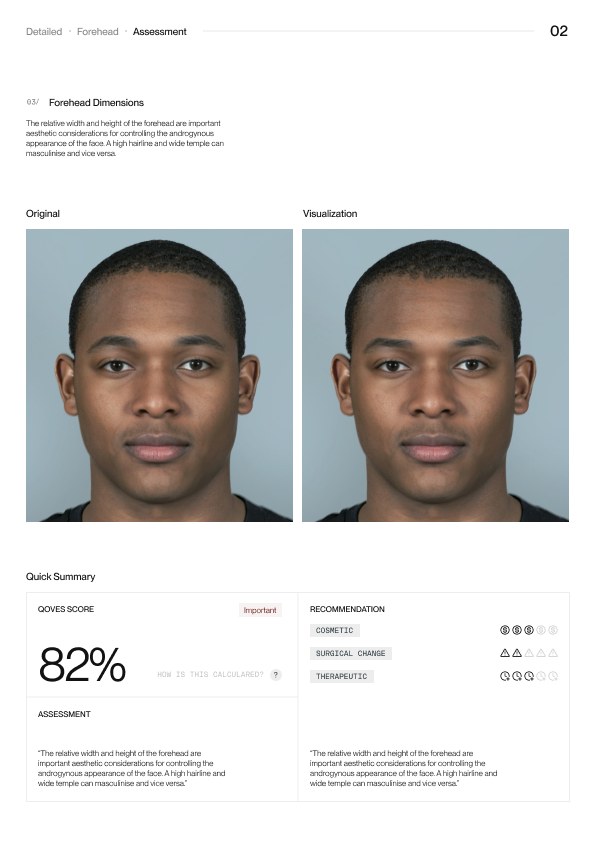 Detailed · Forehead · Assessment
02
03/ Forehead Dimensions
The relative width and height of the forehead are important
aesthetic considerations for controlling the androgynous
appearance of the face. A high hairline and wide temple can
masculinise and vice versa.
Original
Visualization
Quick Summary
QOVES SCORE
Important
82%
HOW IS THIS CALCULARED? ?
ASSESSMENT
“The relative width and height of the forehead are
important aesthetic considerations for controlling the
androgynous appearance of the face. A high hairline and
wide temple can masculinise and vice versa.”
RECOMMENDATION
COSMETIC
SURGICAL CHANGE
THERAPEUTIC
“The relative width and height of the forehead are
important aesthetic considerations for controlling the
androgynous appearance of the face. A high hairline and
wide temple can masculinise and vice versa.”